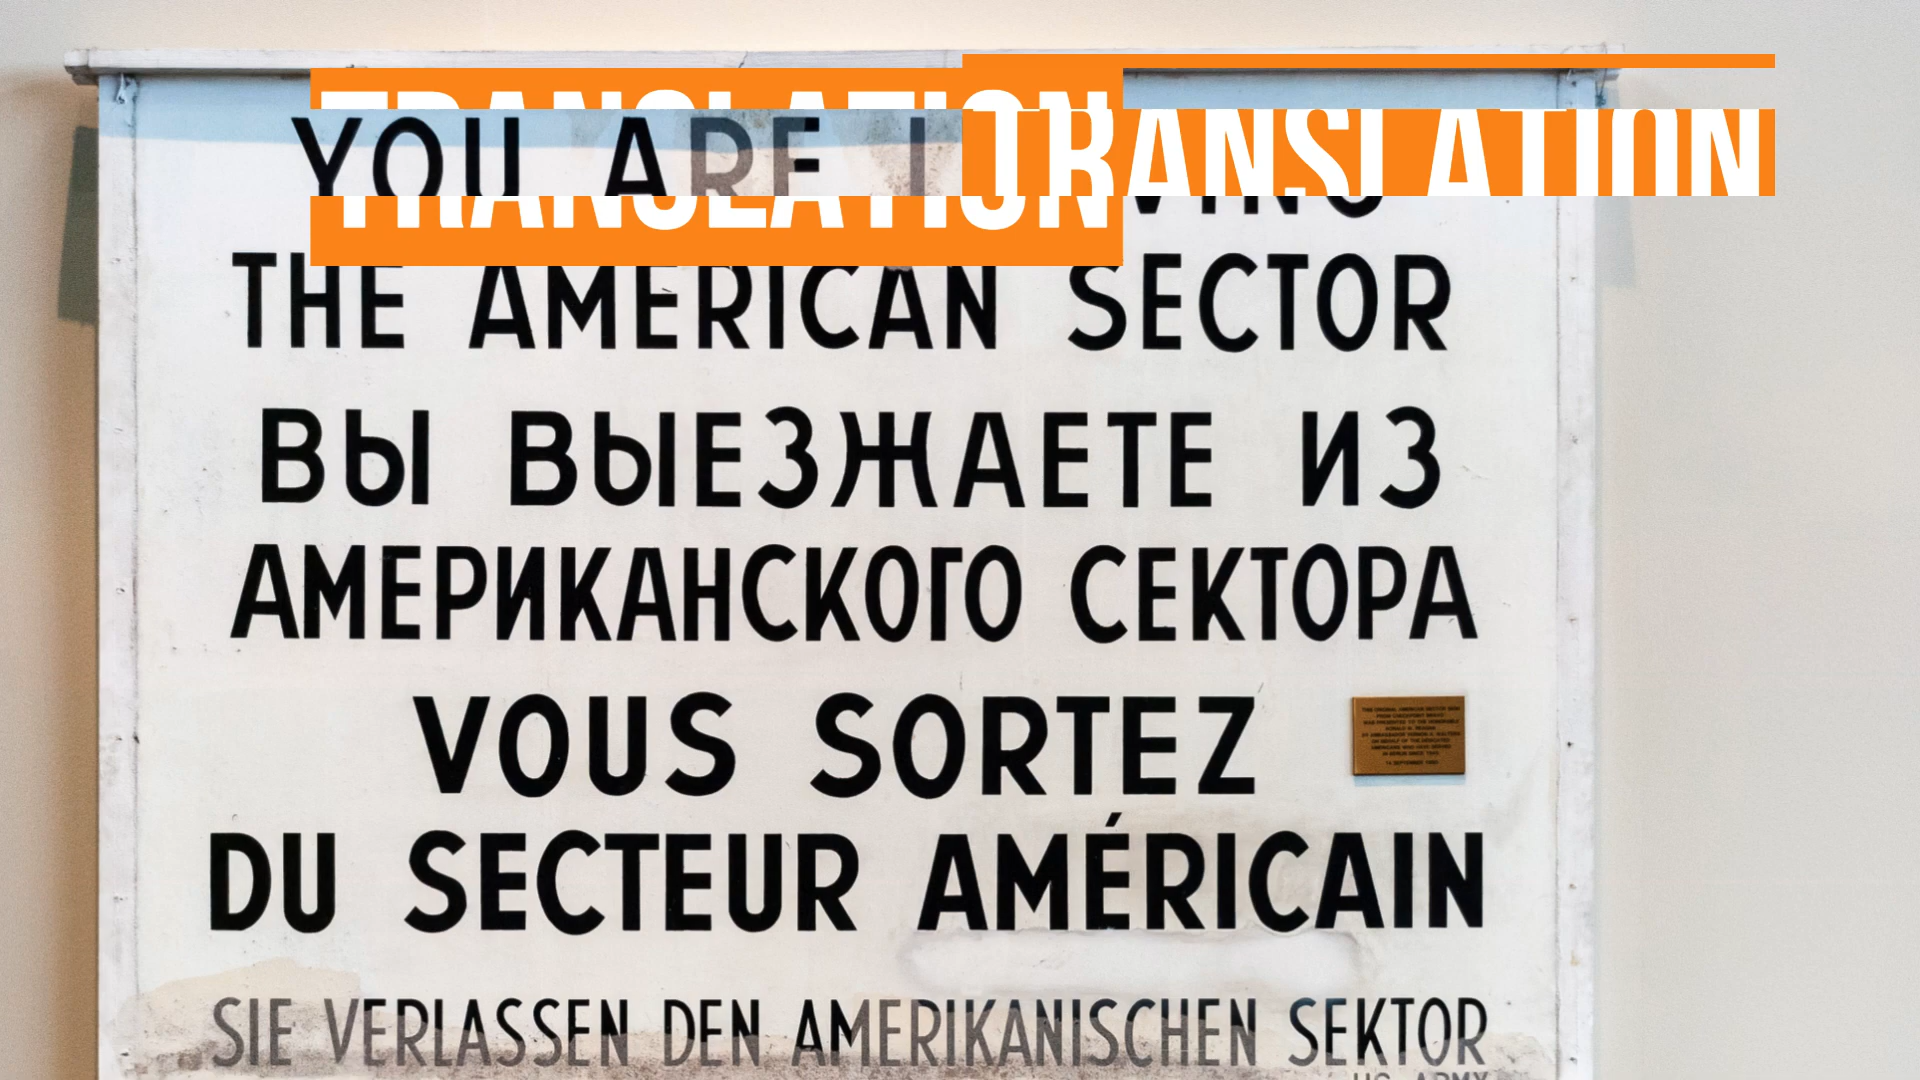 TRANSLATION
TRANSLATION
YOU ARE
THE AMERICAN SECTOR
ВЫ ВЫЕЗЖАЕТЕ ИЗ
АМЕРИКАНСКОГО СЕКТОРА
VOUS SORTEZ
DU SECTEUR AMÉRICAIN
SIE VERLASSEN DEN AMERIKANISCHEN SEKTOR